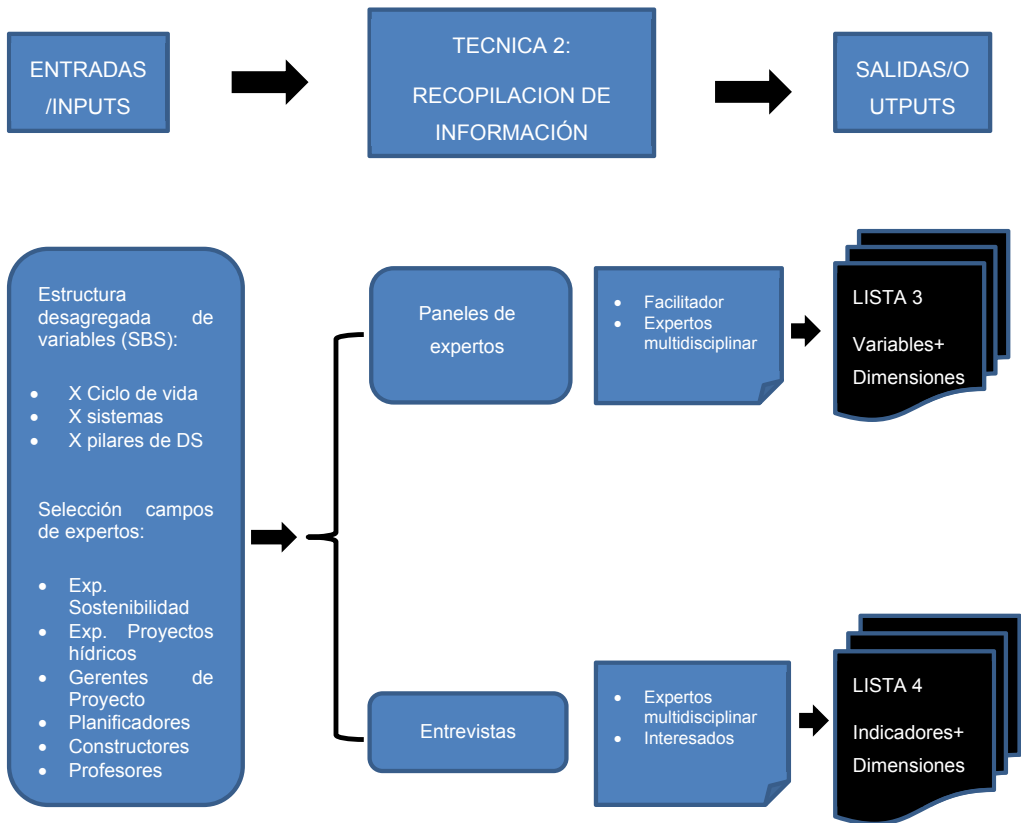 ENTRADAS
/INPUTS
TECNICA 2:
RECOPILACION DE
INFORMACIÓN
SALIDAS/O
UTPUTS
Estructura
desagregada de
variables (SBS):
• X Ciclo de vida
• X sistemas
• X pilares de DS
Selección campos
de expertos:
• Exp.
Sostenibilidad
• Exp. Proyectos
hídricos
• Gerentes de
Proyecto
• Planificadores
• Constructores
• Profesores
Paneles de
expertos
• Facilitador
• Expertos
multidisciplinar
LISTA 3
Variables+
Dimensiones
Entrevistas
• Expertos
multidisciplinar
• Interesados
LISTA 4
Indicadores+
Dimensiones